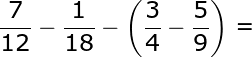 7/12 − 1/18 − (3/4 − 5/9) =